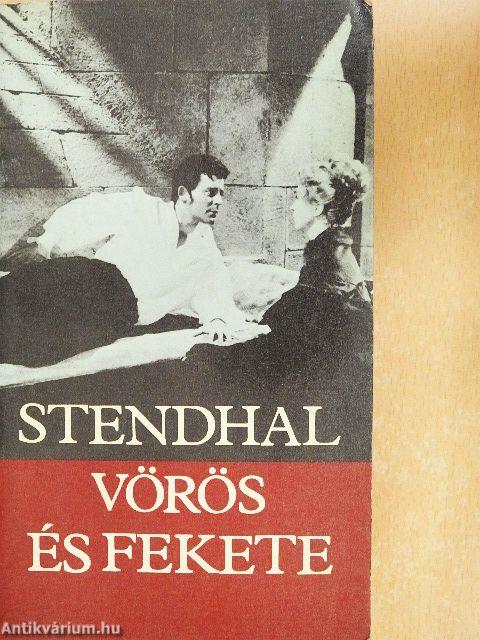 STENDHAL
VÖRÖS
ÉS FEKETE
Antikvárium.hu